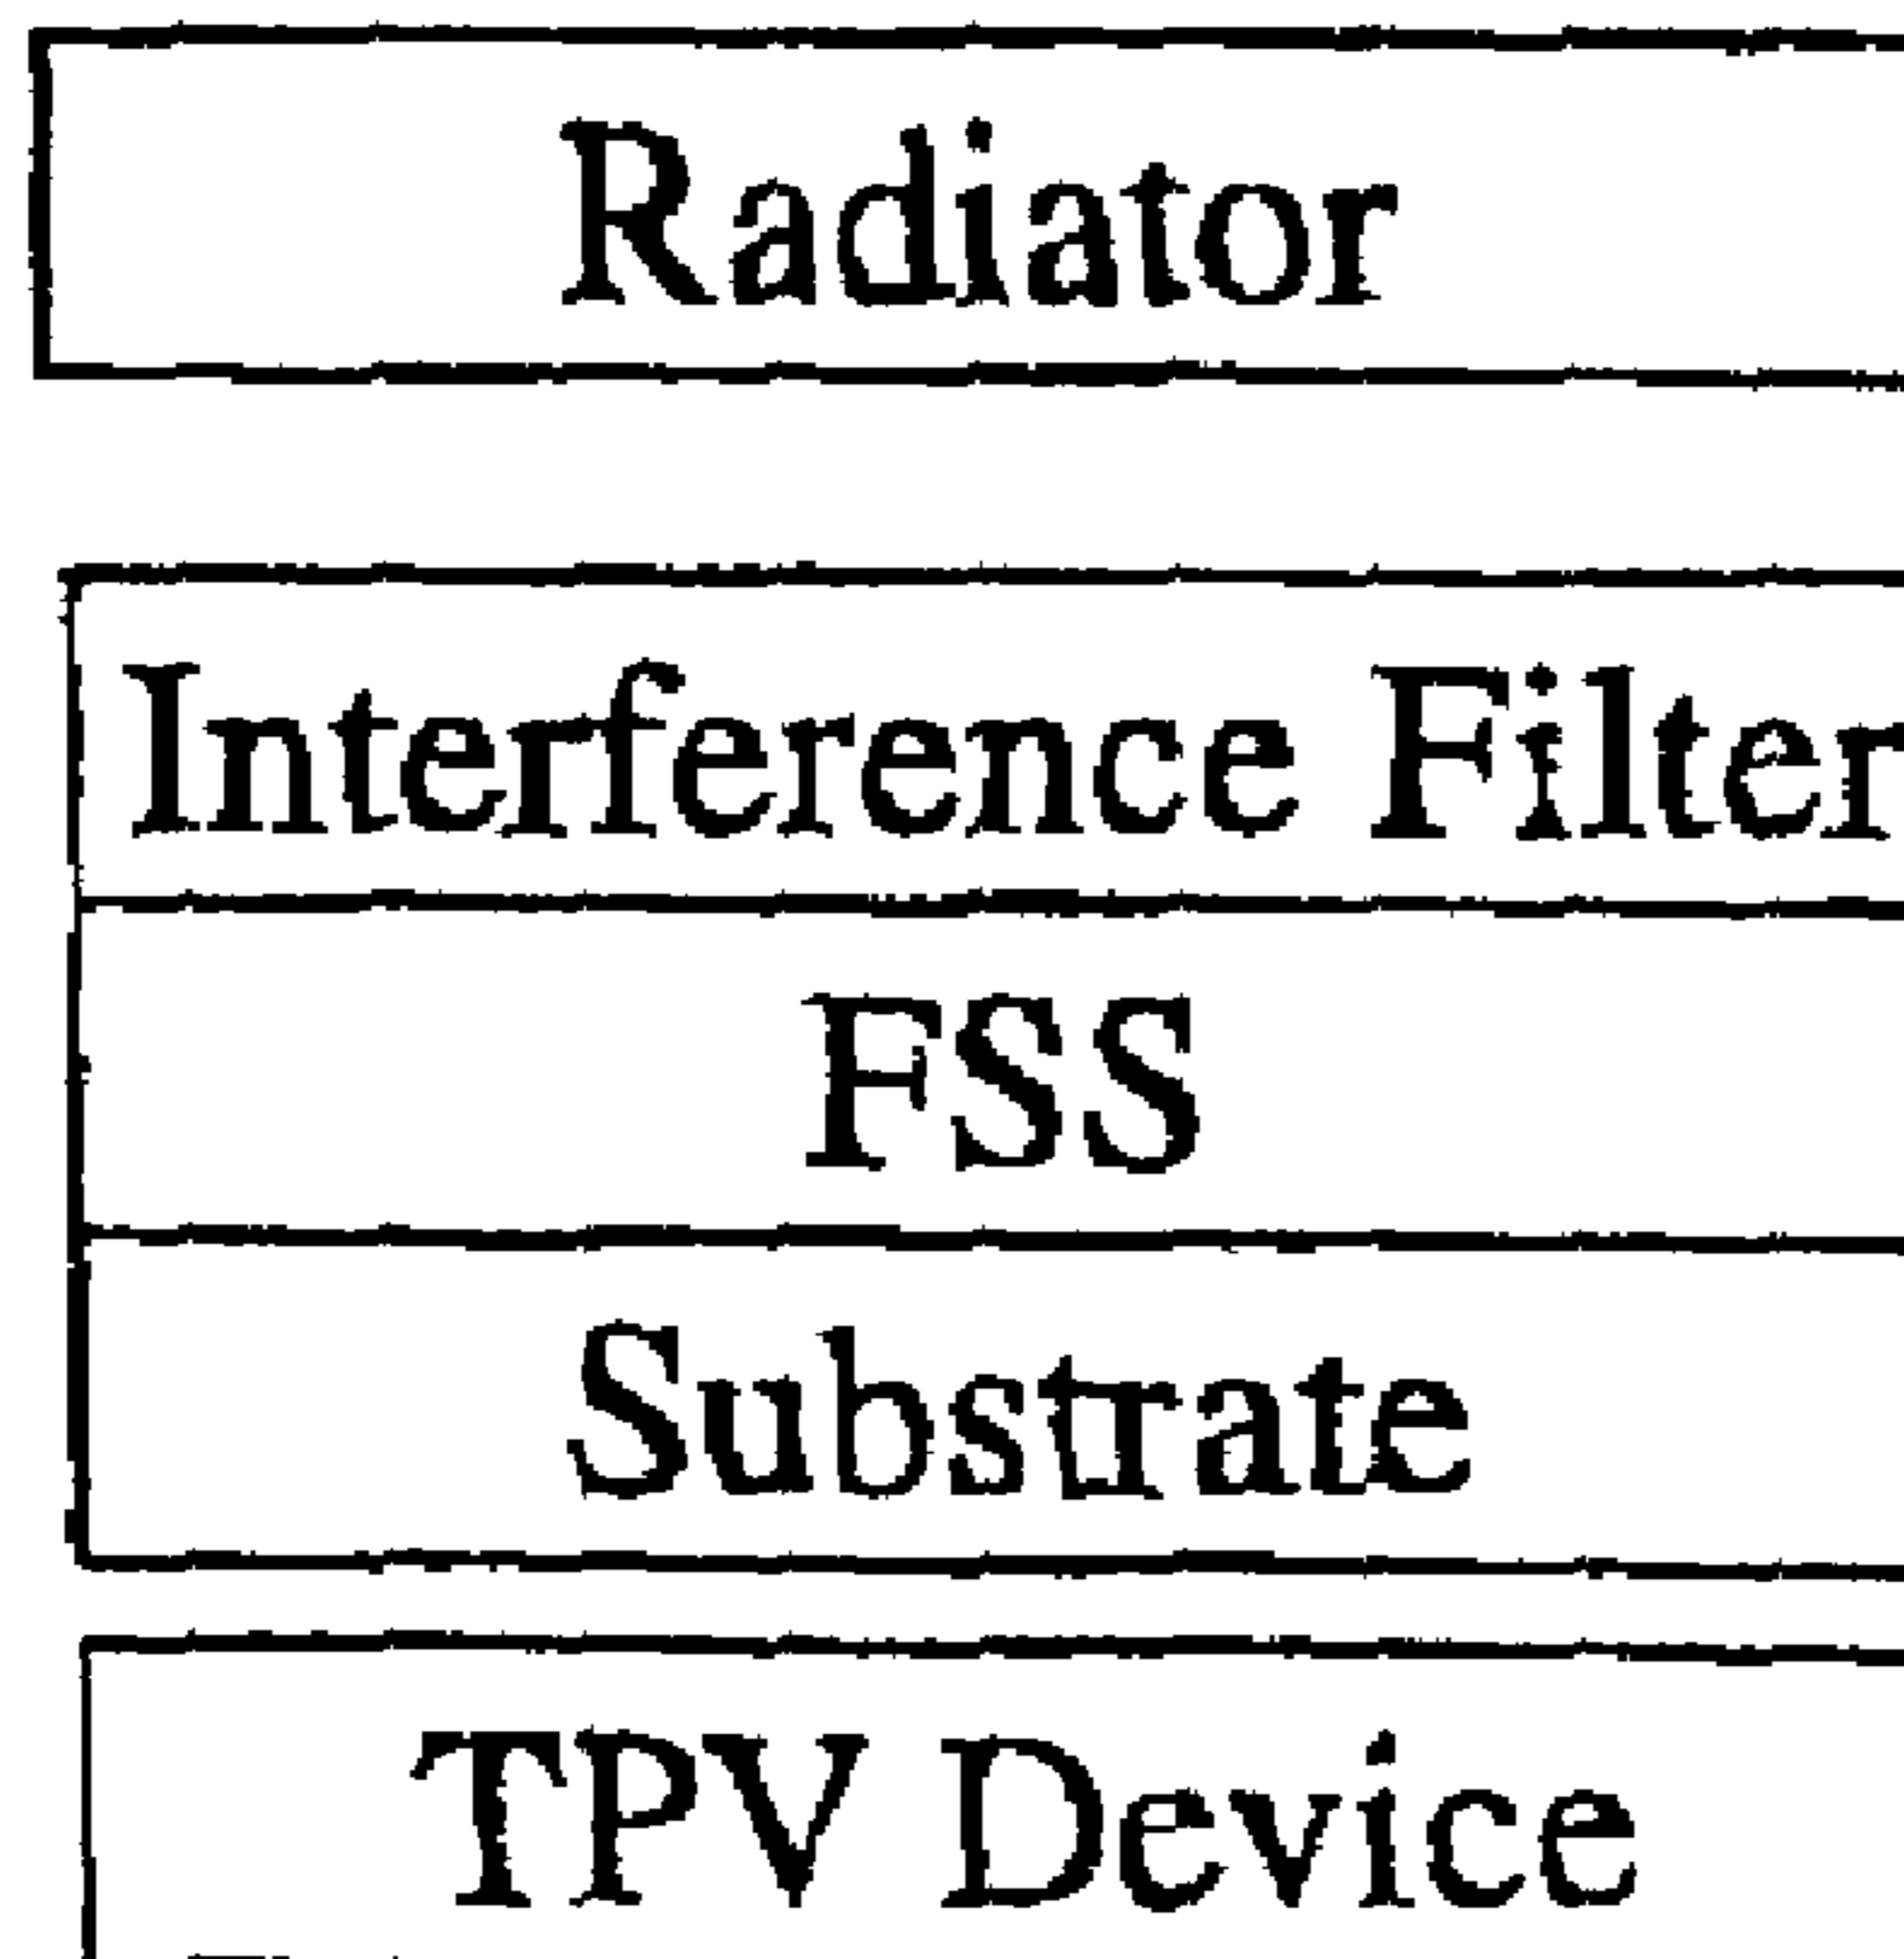 Radiator
Interference Filter
FSS
Substrate
TPV Device